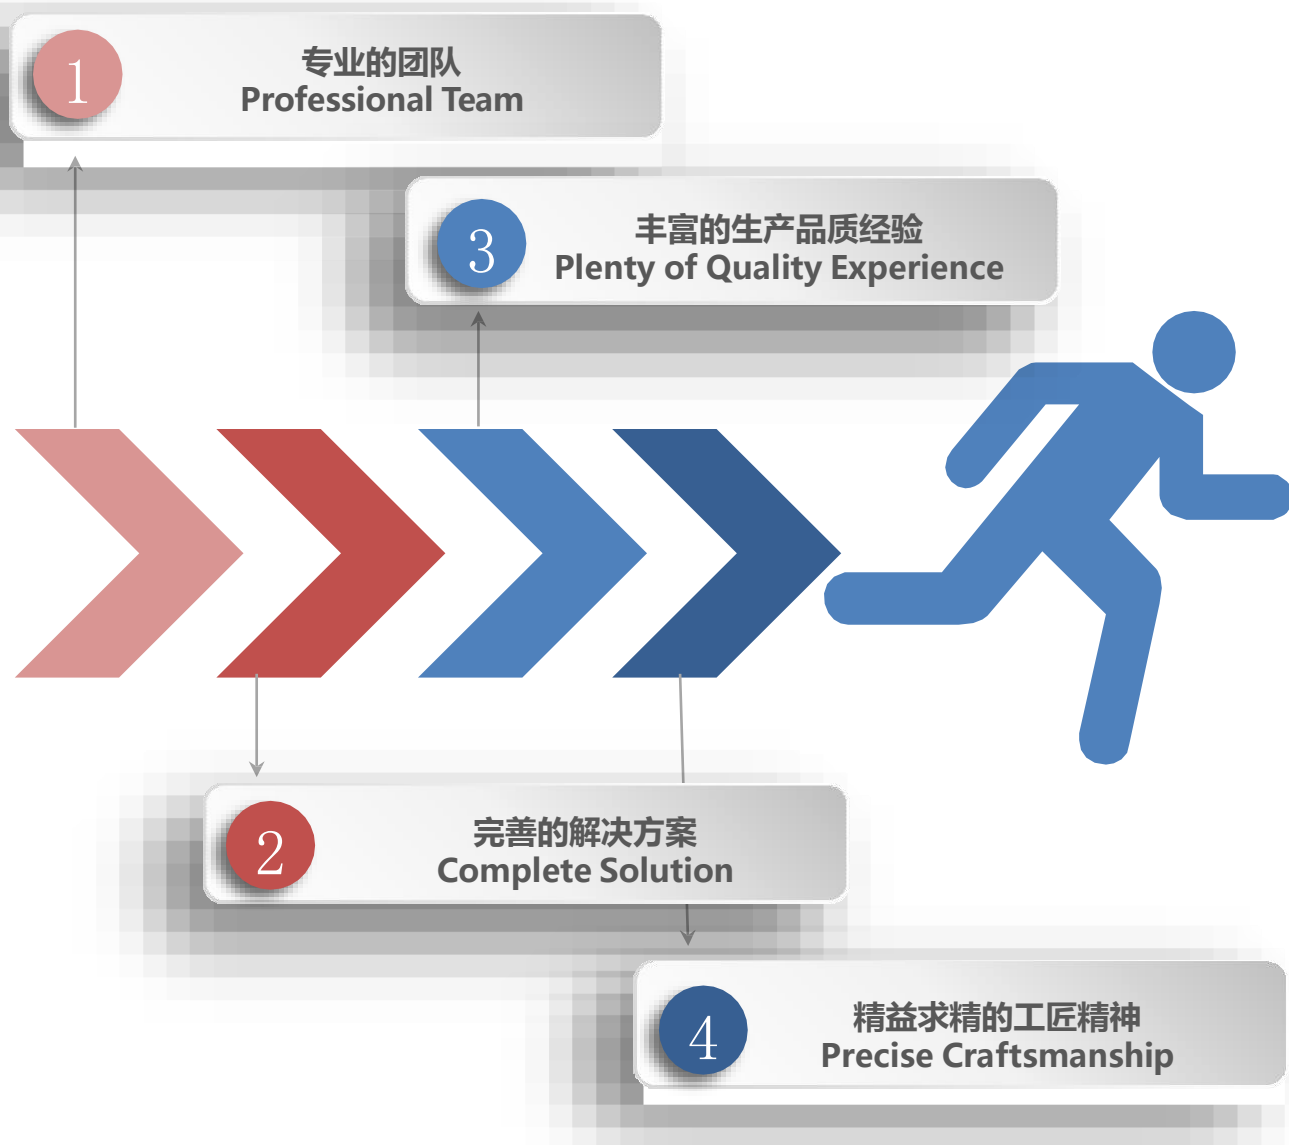 1
专业的团队
Professional Team
3
丰富的生产品质经验
Plenty of Quality Experience
2
完善的解决方案
Complete Solution
4
精益求精的工匠精神
Precise Craftsmanship